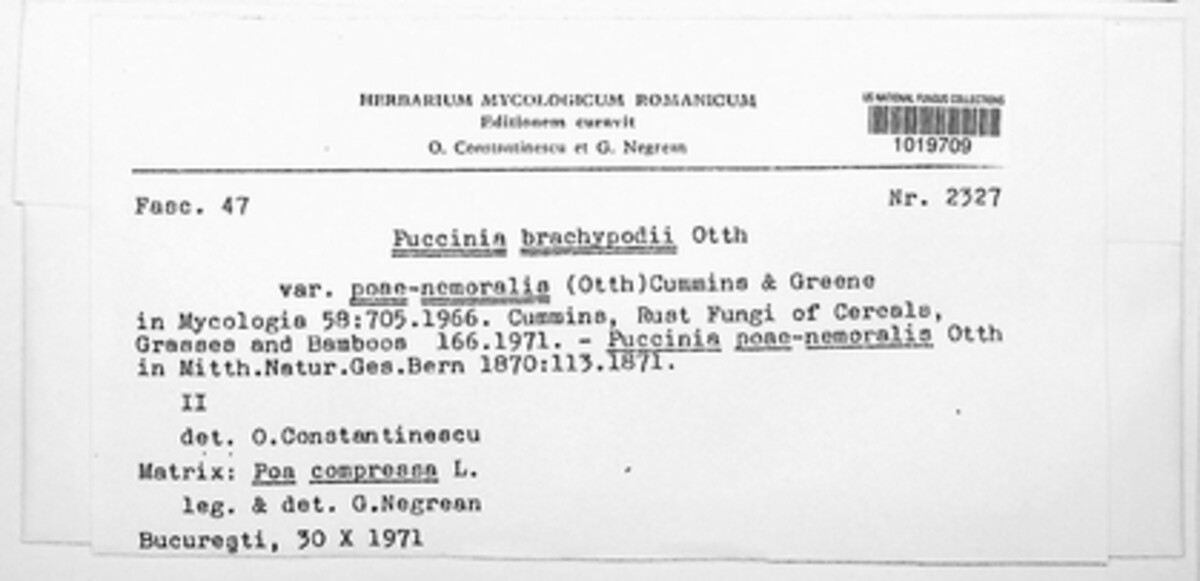 HERBARIUM MYCOLOGICUM ROMANICUM
Editionem curavit
O. Constantinescu et G. Negrean
US NATIONAL FUNGUS COLLECTIONS
1019709
Fasc. 47
Nr. 2327
Puccinia brachypodii Otth
var. poae-nemoralis (Otth)Cummins & Greene
in Mycologia 58:705.1966. Cummins, Rust Fungi of Cereals,
Grasses and Bamboos 166.1971. - Puccinia poae-nemoralis Otth
in Mitth.Natur.Ges.Bern 1870:113.1871.
II
det. O.Constantinescu
Matrix: Poa compressa L.
leg. & det. G.Negrean
București, 30 X 1971